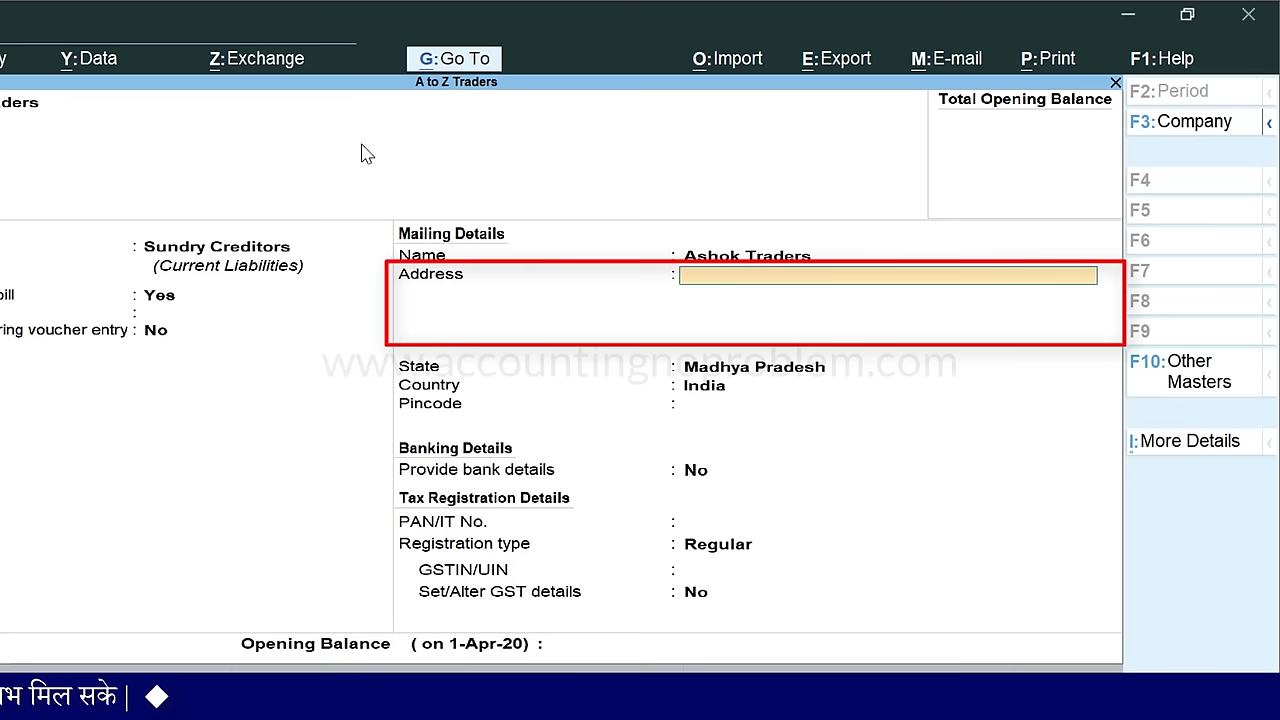 y Y:Data Z:Exchange G:Go To O:Import E:Export M:E-mail P:Print F1:Help
A to Z Traders
ders
Total Opening Balance
: Sundry Creditors
(Current Liabilities)
ill : Yes
:
ring voucher entry : No
Mailing Details
Name : Ashok Traders
Address :
State : Madhya Pradesh
Country : India
Pincode :
Banking Details
Provide bank details : No
Tax Registration Details
PAN/IT No. :
Registration type : Regular
GSTIN/UIN :
Set/Alter GST details : No
Opening Balance ( on 1-Apr-20) :
F2:Period
F3:Company
F4
F5
F6
F7
F8
F9
F10:Other
Masters
I:More Details
www.accountingnoproblem.com
भ मिल सके | ◆